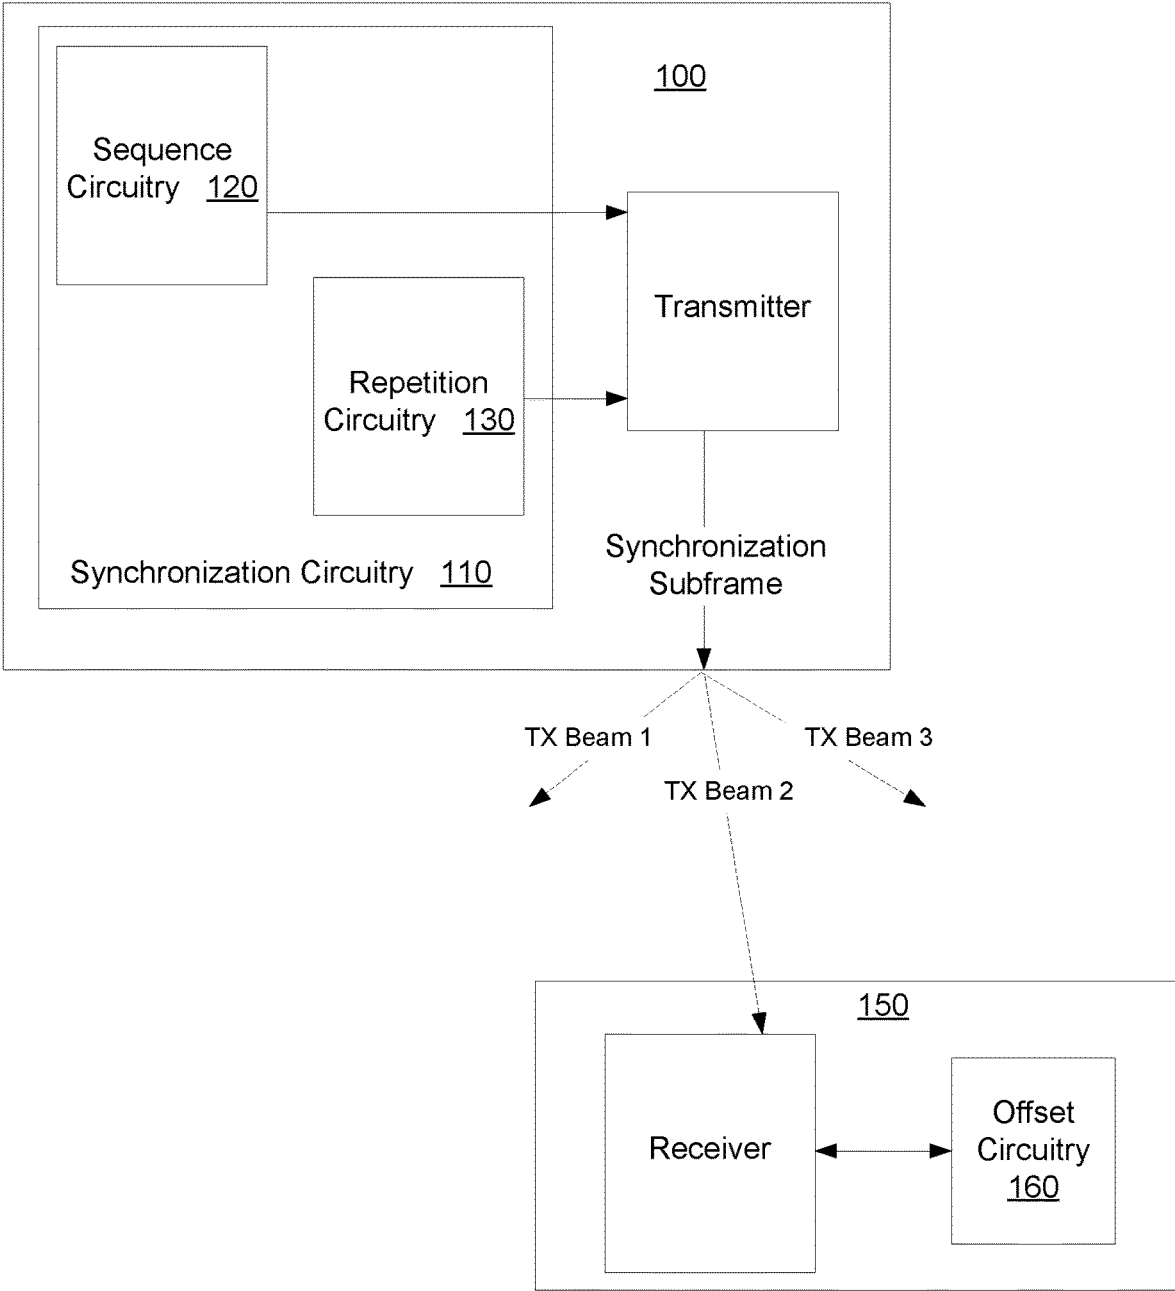 100
Sequence
Circuitry 120
Transmitter
Repetition
Circuitry 130
Synchronization Circuitry 110
Synchronization
Subframe
TX Beam 1
TX Beam 3
TX Beam 2
150
Receiver
Offset
Circuitry
160